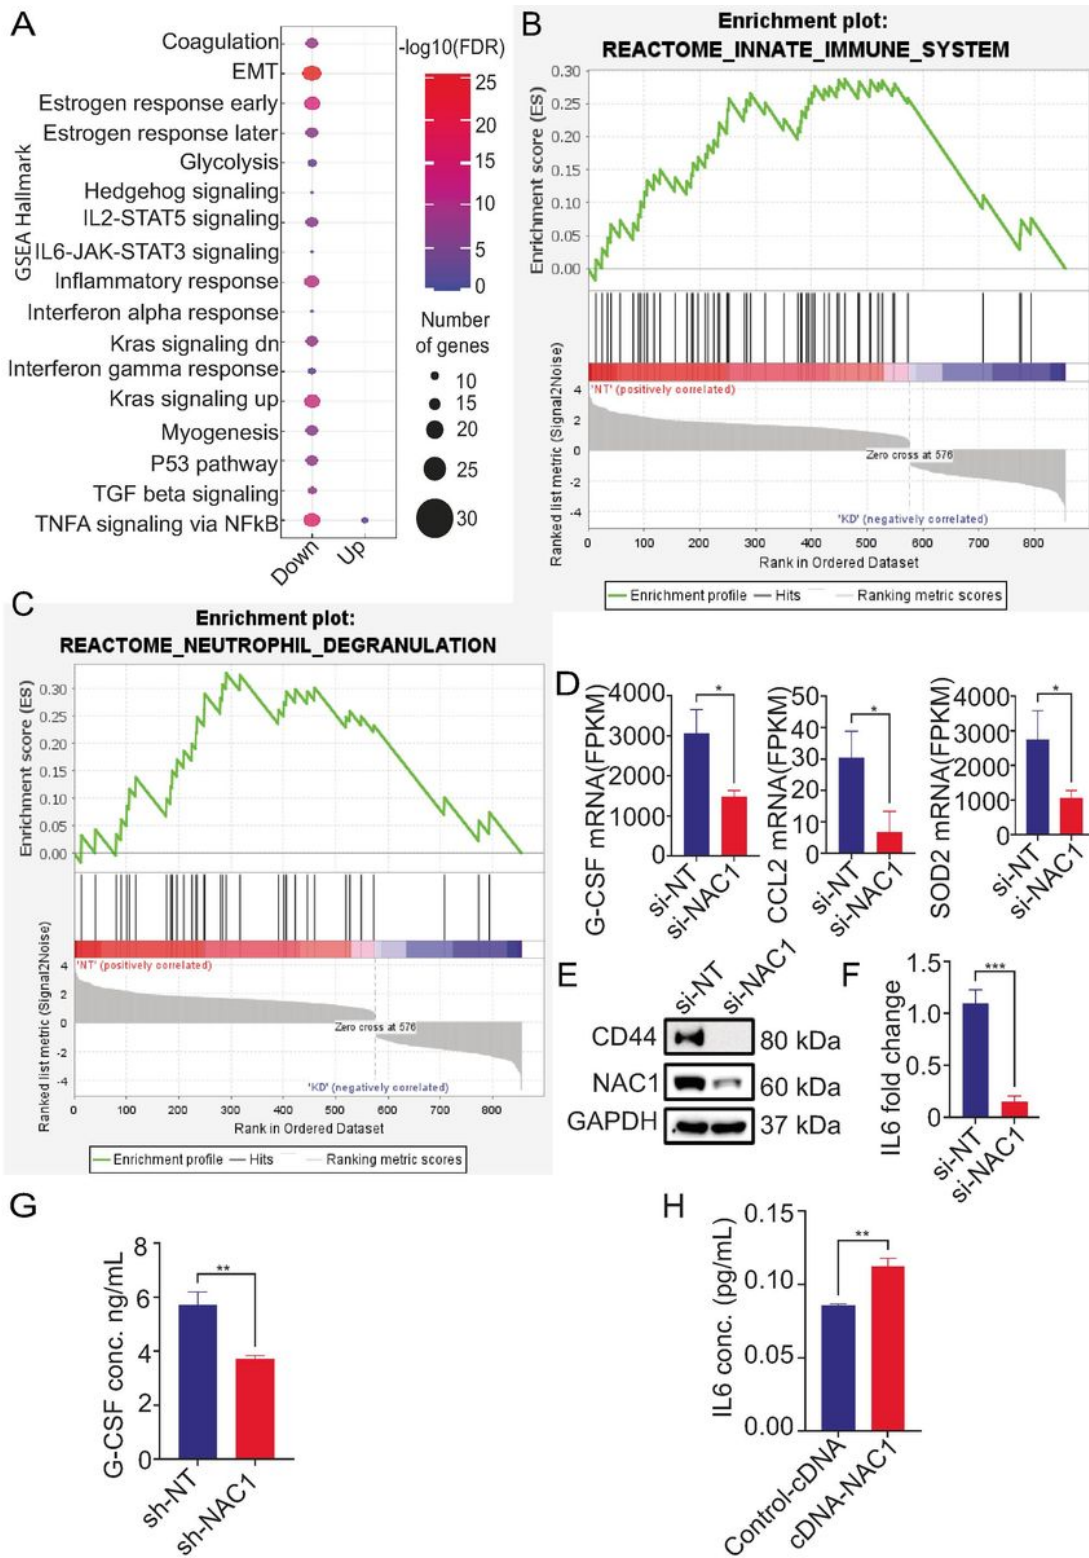 A
GSEA Hallmark
Coagulation
EMT
Estrogen response early
Estrogen response later
Glycolysis
Hedgehog signaling
IL2-STAT5 signaling
IL6-JAK-STAT3 signaling
Inflammatory response
Interferon alpha response
Kras signaling dn
Interferon gamma response
Kras signaling up
Myogenesis
P53 pathway
TGF beta signaling
TNFA signaling via NFkB
Down
Up
-log10(FDR)
25
20
15
10
5
0
Number
of genes
10
15
20
25
30
B
Enrichment plot:
REACTOME_INNATE_IMMUNE_SYSTEM
Enrichment score (ES)
0.30
0.25
0.20
0.15
0.10
0.05
0.00
Ranked list metric (Signal2Noise)
4
2
0
-2
-4
'NT' (positively correlated)
Zero cross at 576
'KD' (negatively correlated)
0 100 200 300 400 500 600 700 800
Rank in Ordered Dataset
Enrichment profile Hits Ranking metric scores
C
Enrichment plot:
REACTOME_NEUTROPHIL_DEGRANULATION
Enrichment score (ES)
0.30
0.25
0.20
0.15
0.10
0.05
0.00
Ranked list metric (Signal2Noise)
4
2
0
-2
-4
'NT' (positively correlated)
Zero cross at 576
'KD' (negatively correlated)
0 100 200 300 400 500 600 700 800
Rank in Ordered Dataset
Enrichment profile Hits Ranking metric scores
D
G-CSF mRNA(FPKM)
4000
3000
2000
1000
0
*
si-NT
si-NAC1
CCL2 mRNA(FPKM)
50
40
30
20
10
0
*
si-NT
si-NAC1
SOD2 mRNA(FPKM)
4000
3000
2000
1000
0
*
si-NT
si-NAC1
E
si-NT
si-NAC1
CD44 80 kDa
NAC1 60 kDa
GAPDH 37 kDa
F
IL6 fold change
1.5
1.0
0.5
0
***
si-NT
si-NAC1
G
G-CSF conc. ng/mL
8
6
4
2
0
**
sh-NT
sh-NAC1
H
IL6 conc. (pg/mL)
0.15
0.10
0.05
0.00
**
Control-cDNA
cDNA-NAC1